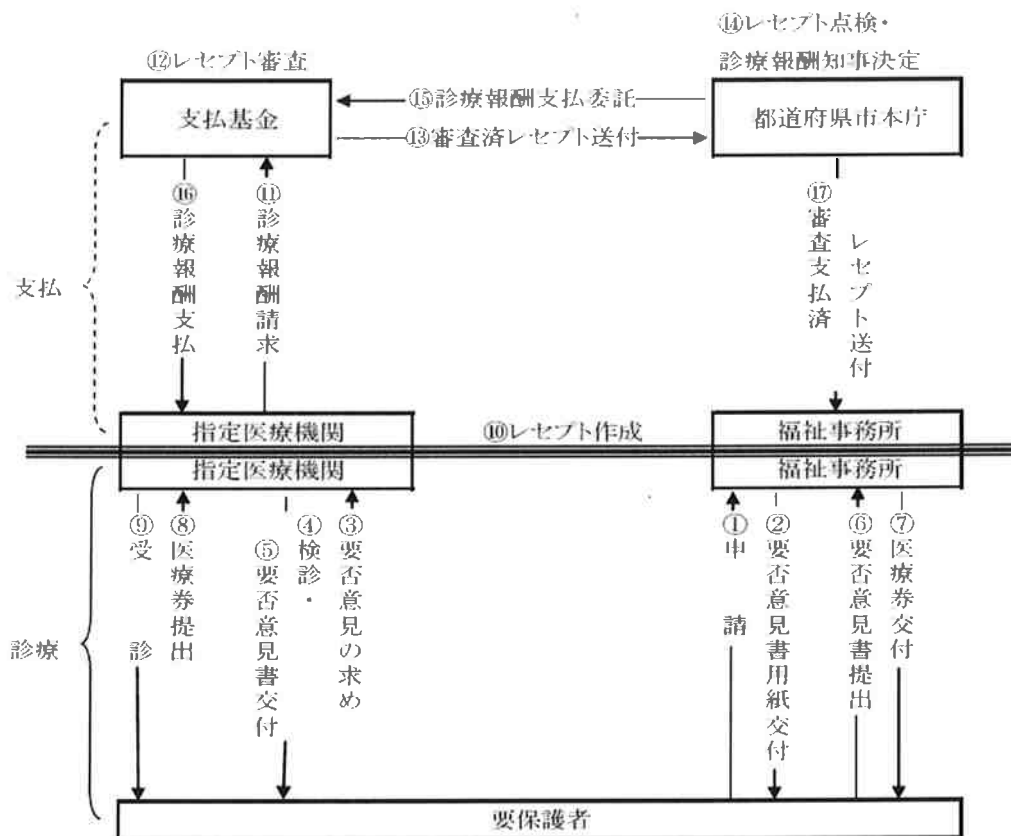 ⑭レセプト点検・
診療報酬知事決定
⑫レセプト審査
支払基金
⑮診療報酬支払委託
⑬審査済レセプト送付
都道府県市本庁
支払
⑯診療報酬支払
⑪診療報酬請求
⑰審査支払済
レセプト送付
指定医療機関
⑩レセプト作成
福祉事務所
指定医療機関
福祉事務所
診療
⑨受診
⑧医療券提出
⑤要否意見書交付
④検診・
③要否意見の求め
①申請
②要否意見書用紙交付
⑥要否意見書提出
⑦医療券交付
要保護者